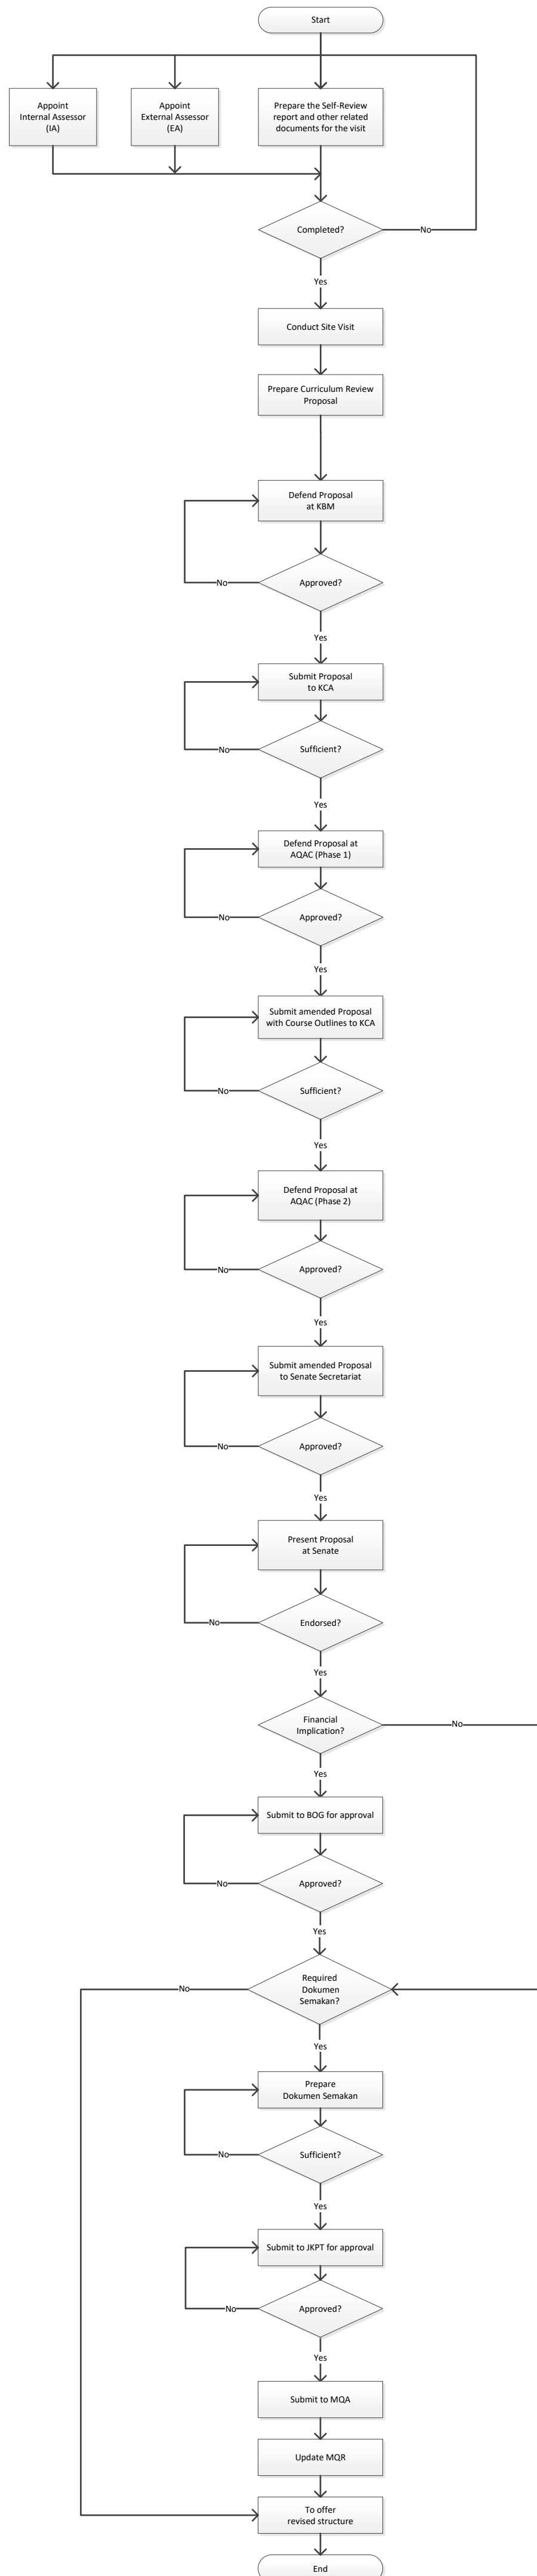 Start
Appoint
Internal Assessor
(IA)
Appoint
External Assessor
(EA)
Prepare the Self-Review
report and other related
documents for the visit
Completed?
No
Yes
Conduct Site Visit
Prepare Curriculum Review
Proposal
Defend Proposal
at KBM
Approved?
No
Yes
Submit Proposal
to KCA
Sufficient?
No
Yes
Defend Proposal at
AQAC (Phase 1)
Approved?
No
Yes
Submit amended Proposal
with Course Outlines to KCA
Sufficient?
No
Yes
Defend Proposal at
AQAC (Phase 2)
Approved?
No
Yes
Submit amended Proposal
to Senate Secretariat
Approved?
No
Yes
Present Proposal
at Senate
Endorsed?
No
Yes
Financial
Implication?
No
Yes
Submit to BOG for approval
Approved?
No
Yes
Required
Dokumen
Semakan?
No
Yes
Prepare
Dokumen Semakan
Sufficient?
No
Yes
Submit to JKPT for approval
Approved?
No
Yes
Submit to MQA
Update MQR
To offer
revised structure
End